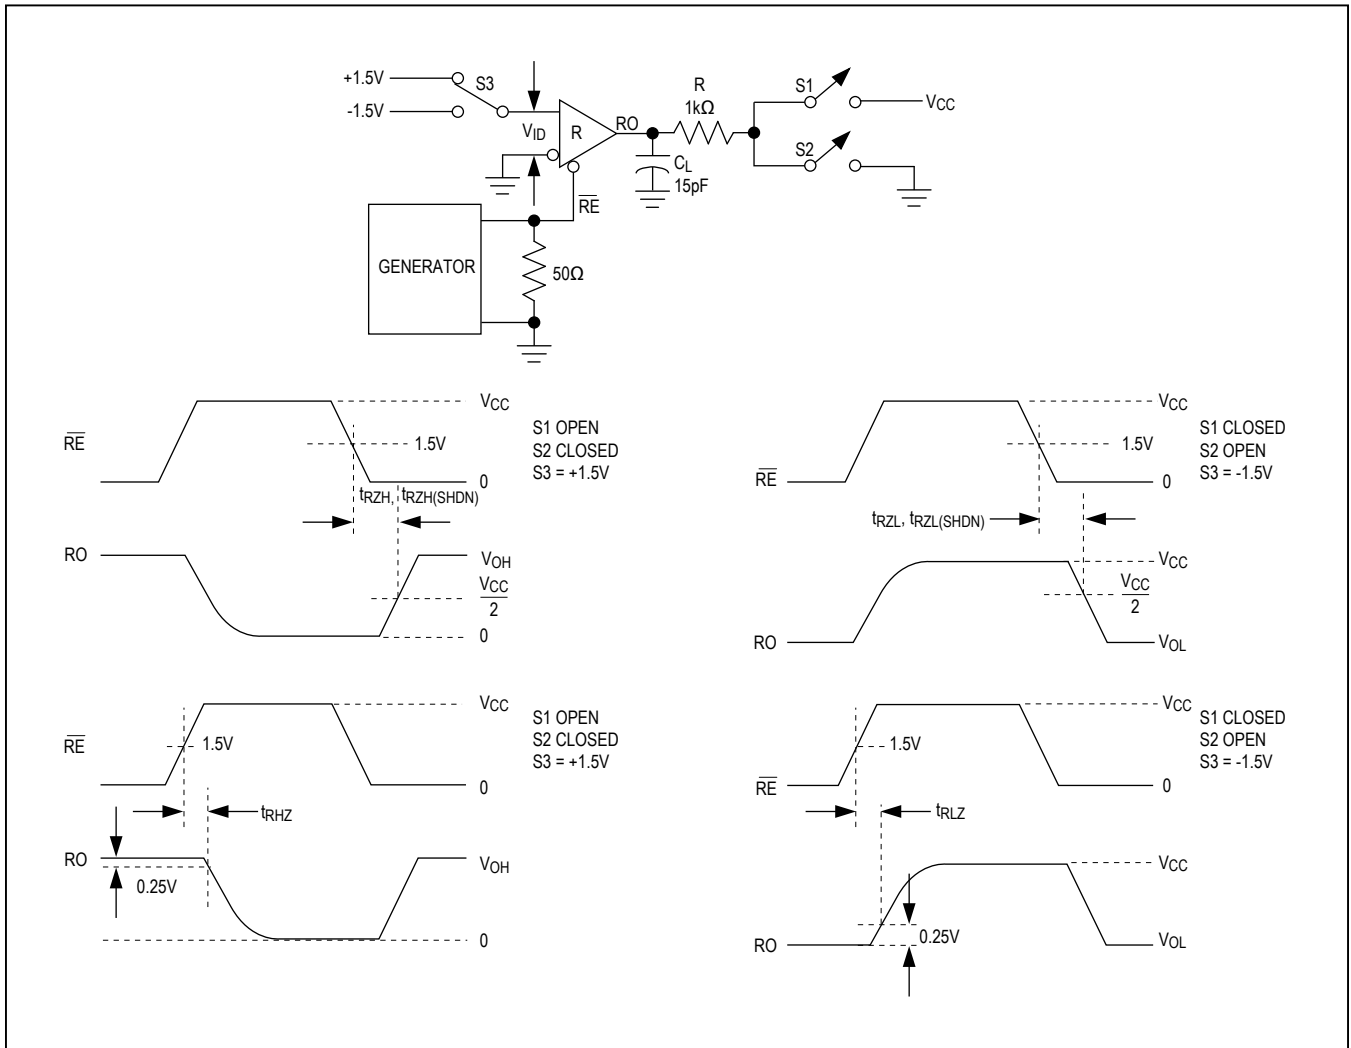 +1.5V
-1.5V
S3
VID
R
RO
R
1kΩ
CL
15pF
S1
S2
VCC
RE
GENERATOR
50Ω
RE
VCC
1.5V
0
S1 OPEN
S2 CLOSED
S3 = +1.5V
tRZH, tRZH(SHDN)
RO
VOH
VCC
2
0
RE
VCC
1.5V
0
S1 CLOSED
S2 OPEN
S3 = -1.5V
tRZL, tRZL(SHDN)
RO
VCC
VCC
2
VOL
RE
VCC
1.5V
0
S1 OPEN
S2 CLOSED
S3 = +1.5V
tRHZ
RO
0.25V
VOH
0
RE
VCC
1.5V
0
S1 CLOSED
S2 OPEN
S3 = -1.5V
tRLZ
RO
VCC
0.25V
VOL